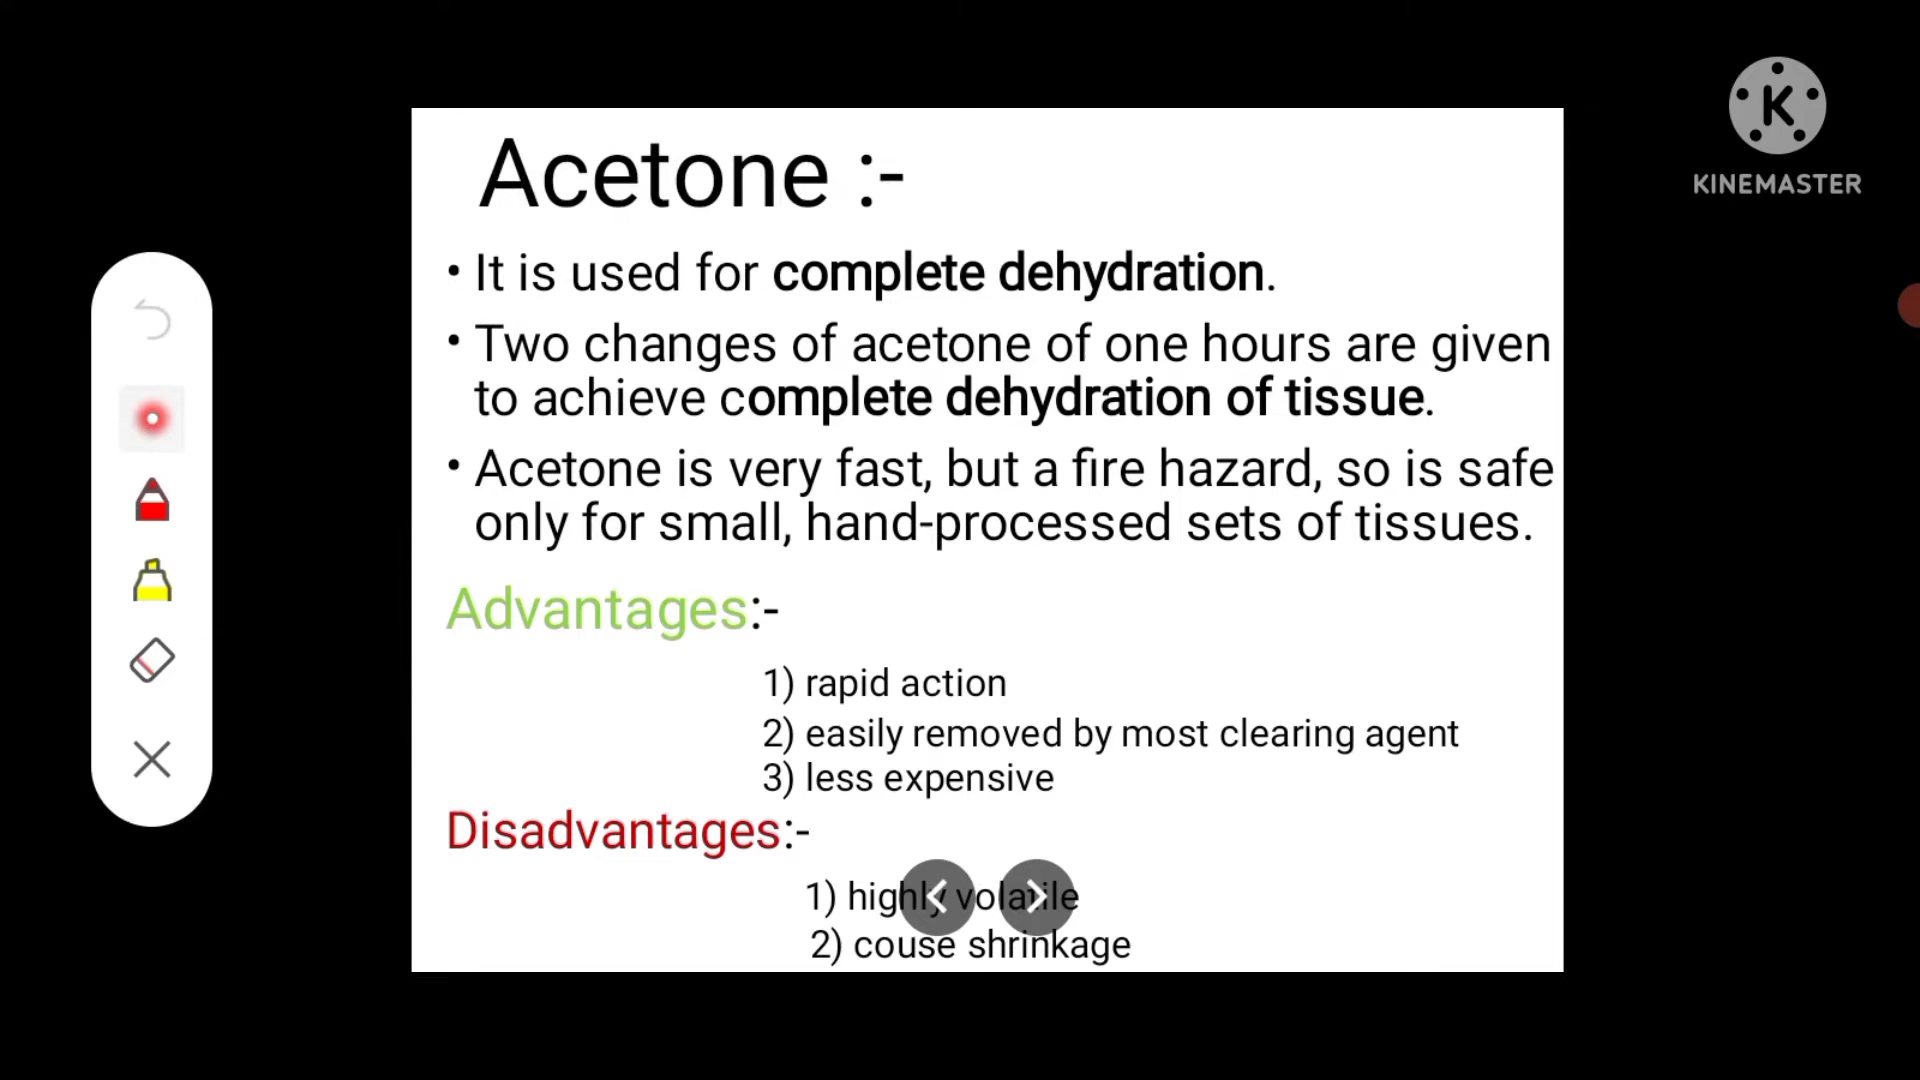 Acetone :-
• It is used for complete dehydration.
• Two changes of acetone of one hours are given
to achieve complete dehydration of tissue.
• Acetone is very fast, but a fire hazard, so is safe
only for small, hand-processed sets of tissues.
Advantages:-
1) rapid action
2) easily removed by most clearing agent
3) less expensive
Disadvantages:-
1) highly volatile
2) couse shrinkage
K
KINEMASTER